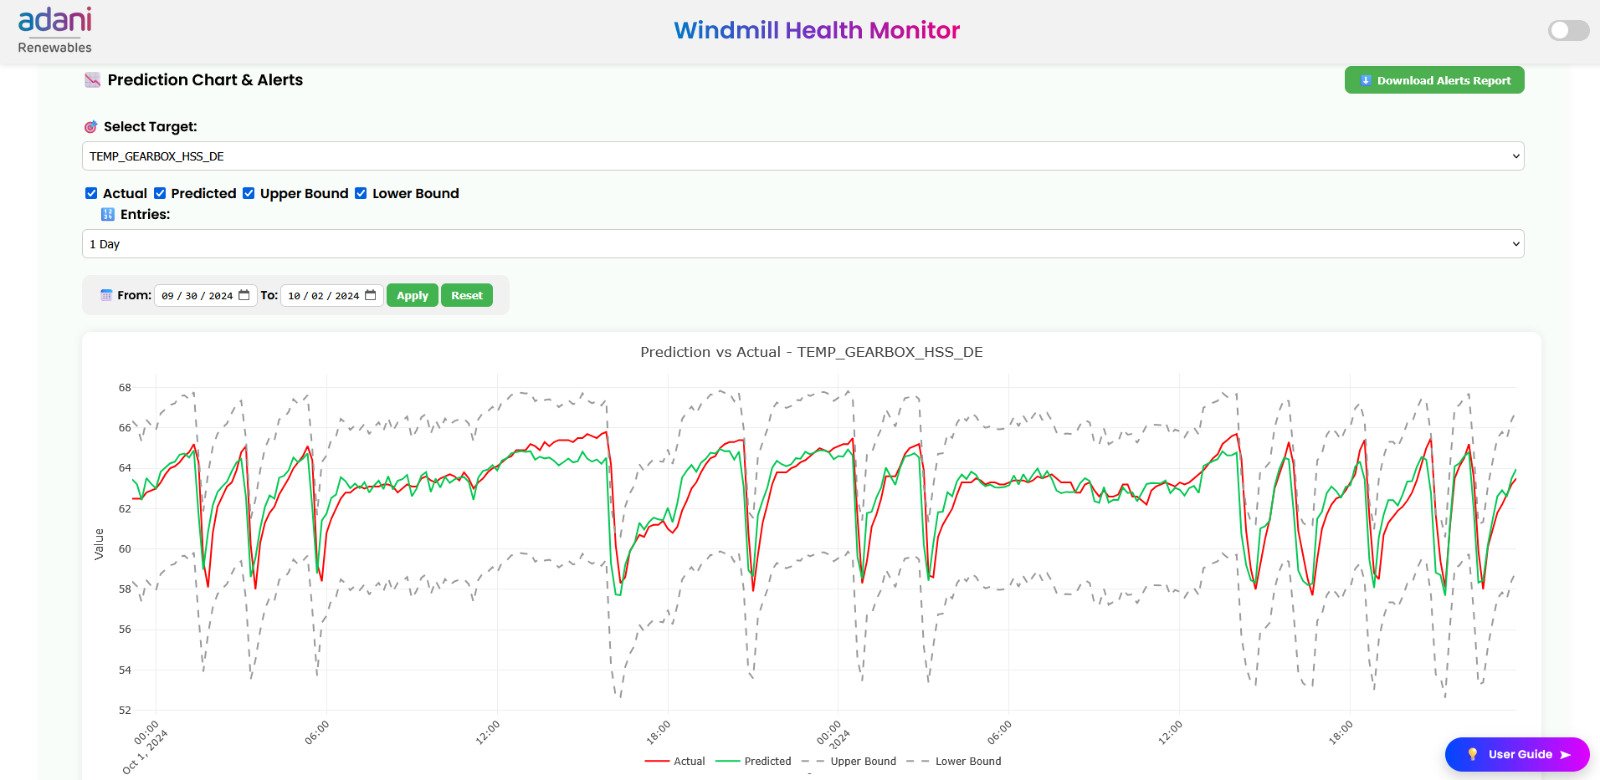 adani
Renewables
Windmill Health Monitor
Prediction Chart & Alerts
Download Alerts Report
Select Target:
TEMP_GEARBOX_HSS_DE
Actual Predicted Upper Bound Lower Bound
Entries:
1 Day
From: 09 / 30 / 2024 To: 10 / 02 / 2024 Apply Reset
Prediction vs Actual - TEMP_GEARBOX_HSS_DE
Value
68
66
64
62
60
58
56
54
52
00:00
Oct 1, 2024
06:00
12:00
18:00
00:00
2024
06:00
12:00
18:00
Actual Predicted Upper Bound Lower Bound
User Guide